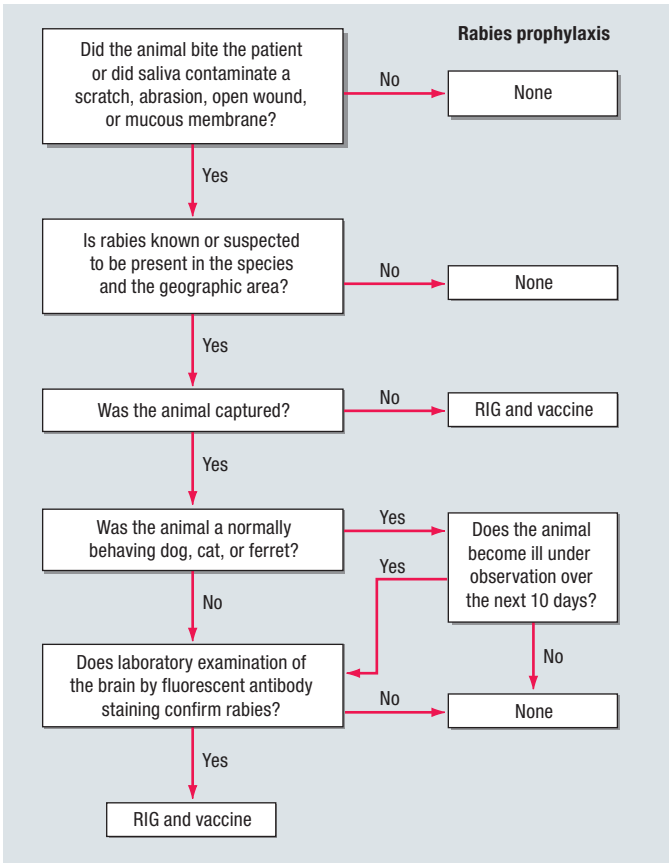 Rabies prophylaxis
Did the animal bite the patient
or did saliva contaminate a
scratch, abrasion, open wound,
or mucous membrane?
No
None
Yes
Is rabies known or suspected
to be present in the species
and the geographic area?
No
None
Yes
Was the animal captured?
No
RIG and vaccine
Yes
Was the animal a normally
behaving dog, cat, or ferret?
Yes
Does the animal
become ill under
observation over
the next 10 days?
Yes
No
No
Does laboratory examination of
the brain by fluorescent antibody
staining confirm rabies?
No
None
Yes
RIG and vaccine